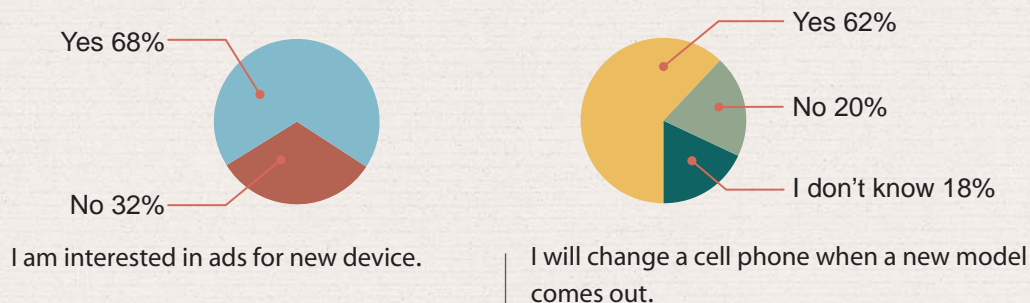 Yes 68%
No 32%
I am interested in ads for new device.
Yes 62%
No 20%
I don't know 18%
I will change a cell phone when a new model
comes out.